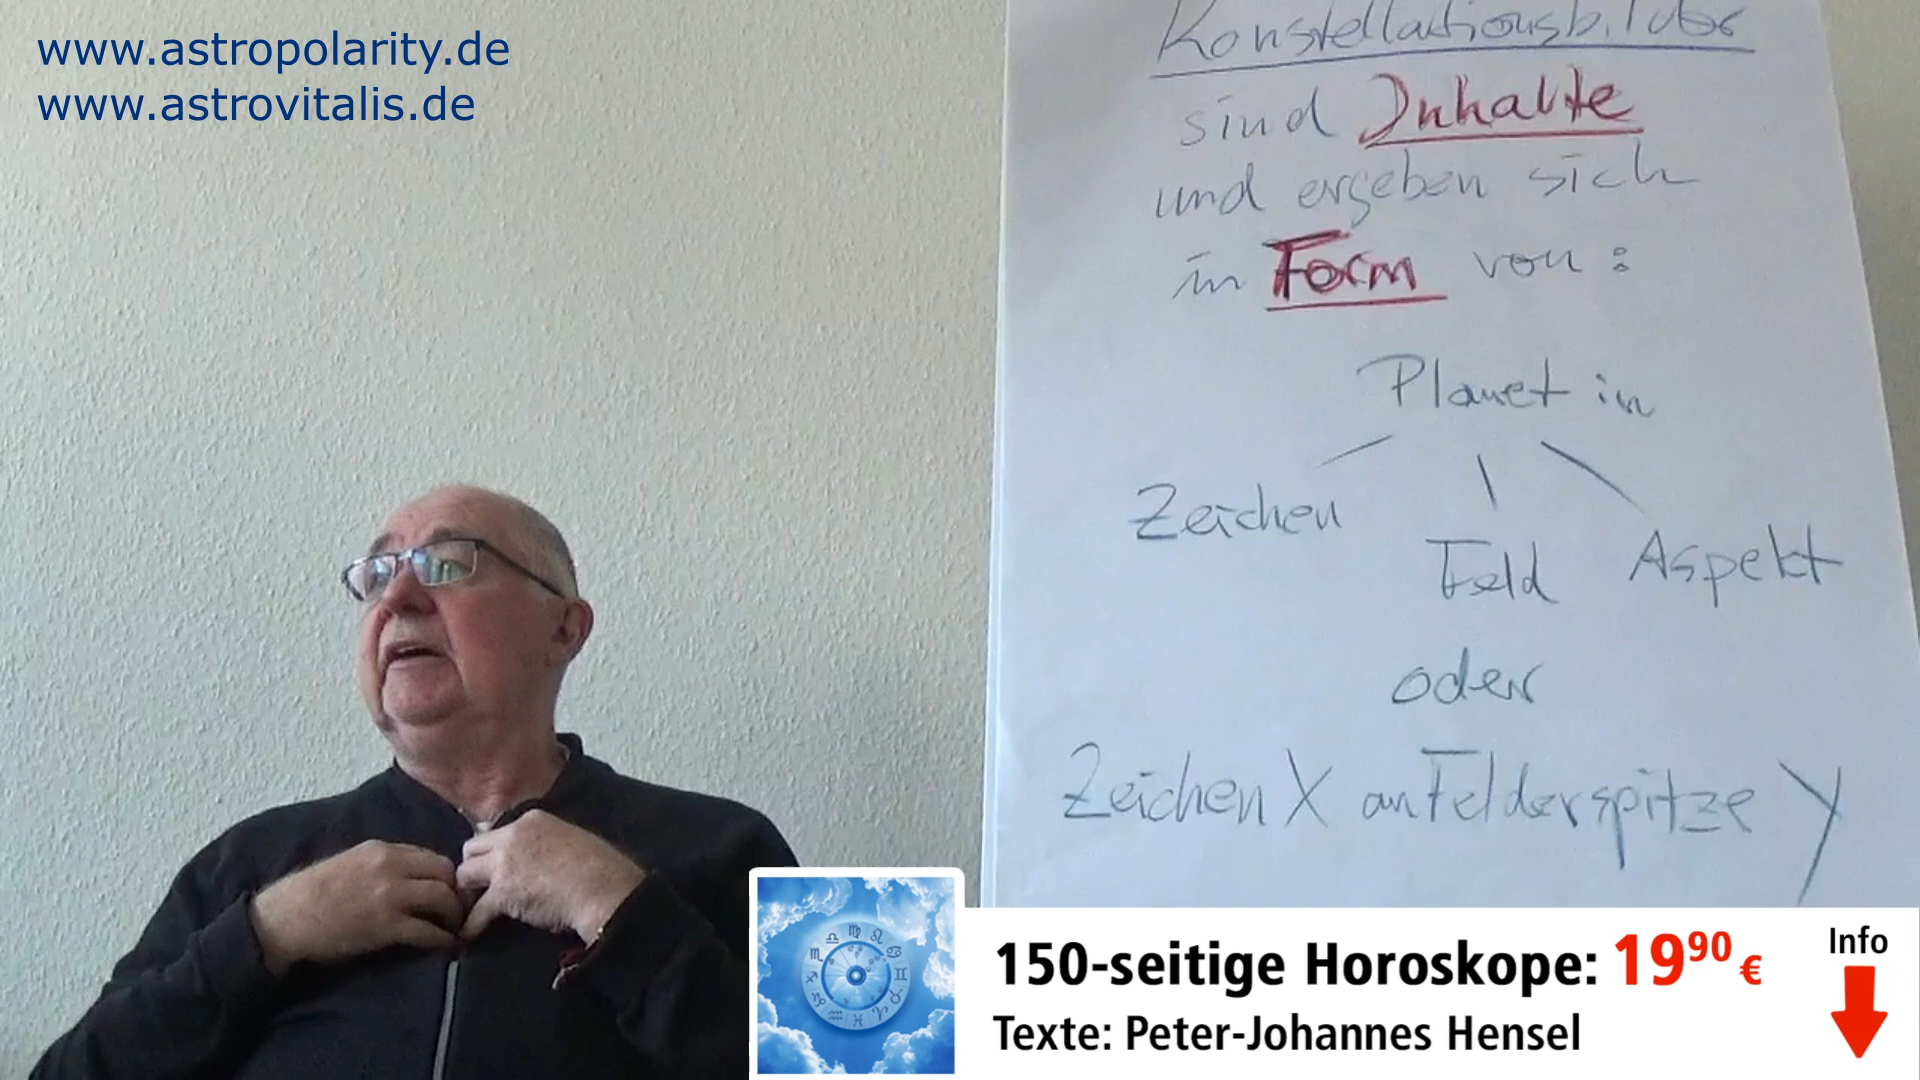 www.astropolarity.de
www.astrovitalis.de
Konstellationsbilder
sind Inhalte
und ergeben sich
in Form von:
Planet in
Zeichen
Feld
Aspekt
oder
Zeichen X an Felderspitze Y
150-seitige Horoskope: 19 90 €
Texte: Peter-Johannes Hensel
Info